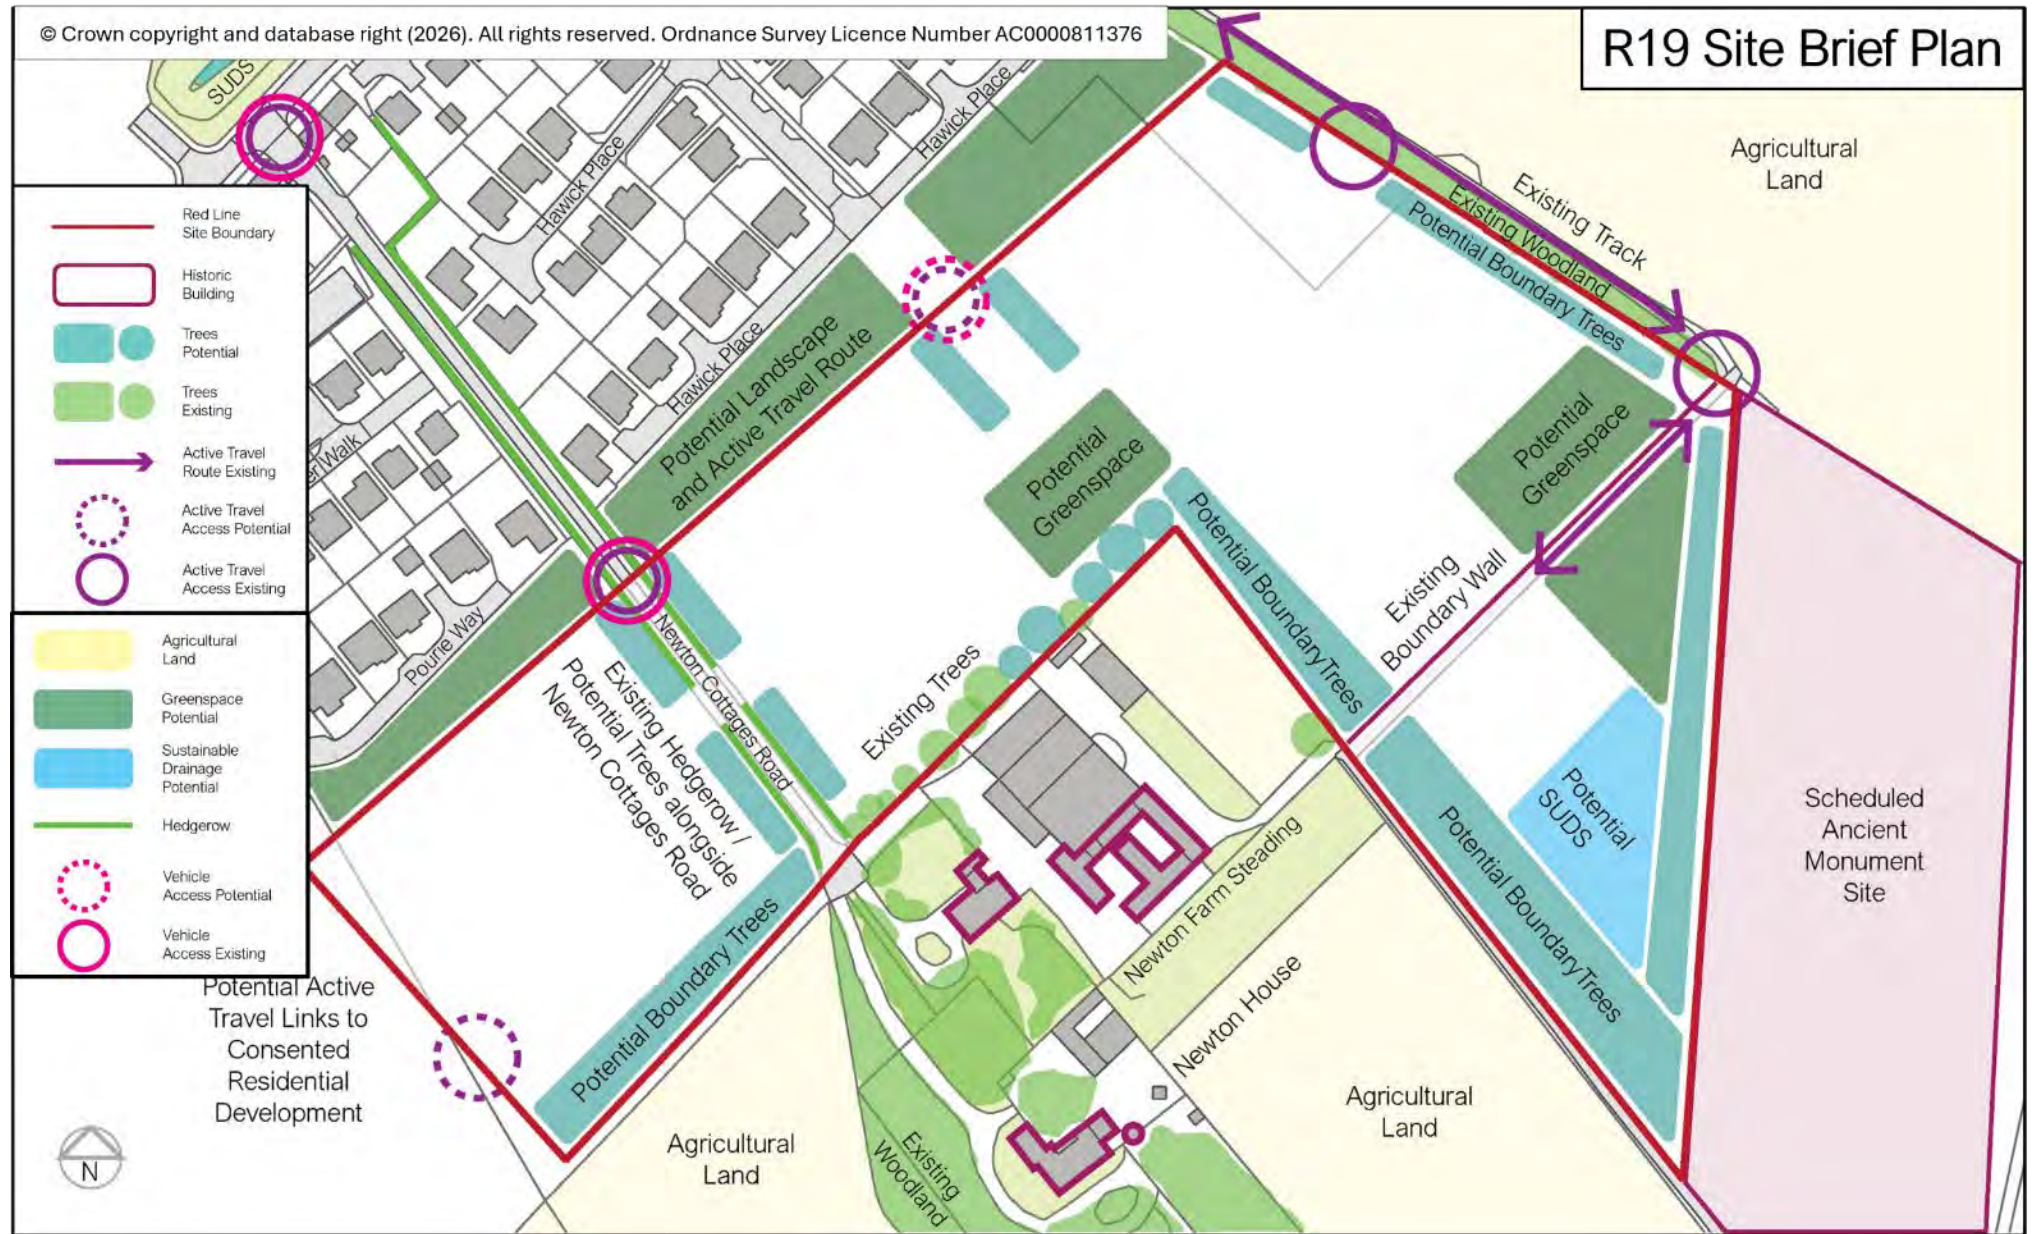 © Crown copyright and database right (2026). All rights reserved. Ordnance Survey Licence Number AC0000811376
R19 Site Brief Plan
SUDS
Hawick Place
Hawick Place
Hawick Place
Agricultural
Land
Existing Track
Existing Woodland
Potential Boundary Trees
Red Line
Site Boundary
Historic
Building
Trees
Potential
Trees
Existing
Active Travel
Route Existing
Active Travel
Access Potential
Active Travel
Access Existing
Agricultural
Land
Greenspace
Potential
Sustainable
Drainage
Potential
Hedgerow
Vehicle
Access Potential
Vehicle
Access Existing
er Walk
Pourie Way
Potential Landscape
and Active Travel Route
Potential
Greenspace
Potential
Greenspace
Potential BoundaryTrees
Existing
Boundary Wall
Newton Cottages Road
Existing Hedgerow /
Potential Trees alongside
Newton Cottages Road
Existing Trees
Potential
SUDS
Scheduled
Ancient
Monument
Site
Potential BoundaryTrees
Newton Farm Steading
Newton House
Potential Boundary Trees
Potential Active
Travel Links to
Consented
Residential
Development
Agricultural
Land
Existing
Woodland
Agricultural
Land
N